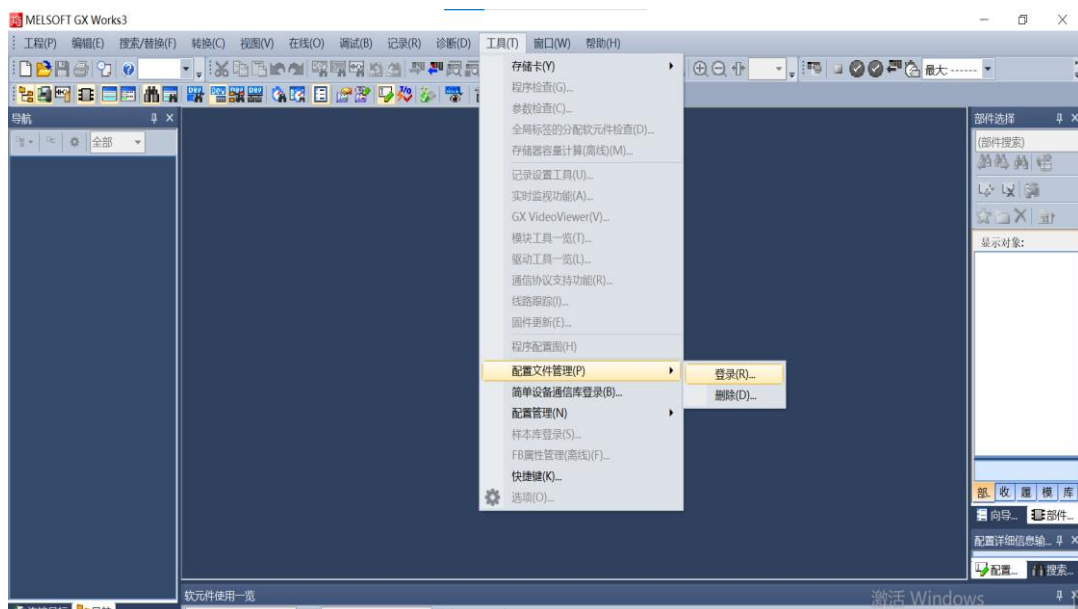 MELSOFT GX Works3
工程(P) 编辑(E) 搜索/替换(F) 转换(C) 视图(V) 在线(O) 调试(B) 记录(R) 诊断(D) 工具(T) 窗口(W) 帮助(H)
最大:------
导航
全部
存储卡(Y)
程序检查(G)...
参数检查(C)...
全局标签的分配软元件检查(D)...
存储器容量计算(离线)(M)...
记录设置工具(U)...
实时监视功能(A)...
GX VideoViewer(V)...
模块工具一览(T)...
驱动工具一览(L)...
通信协议支持功能(R)...
线路跟踪(I)...
固件更新(E)...
程序配置图(H)
配置文件管理(P)
登录(R)...
删除(D)...
简单设备通信库登录(B)...
配置管理(N)
样本库登录(S)...
FB属性管理(离线)(F)...
快捷键(K)...
选项(O)...
部件选择
(部件搜索)
显示对象:
部. 收 履 模 库
向导... 部件...
配置详细信息输...
配置... 搜索...
软元件使用一览
激活 Windows
连接目标 导航